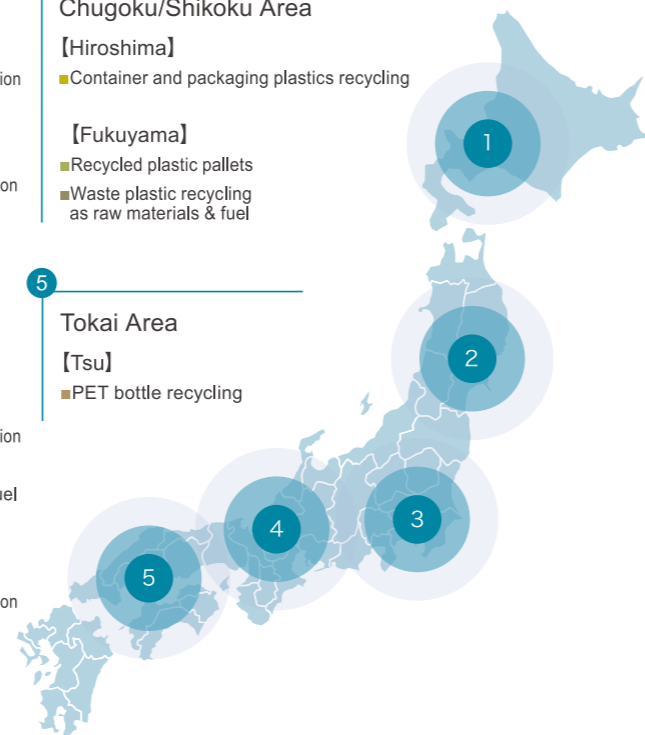 Chugoku/Shikoku Area
【Hiroshima】
■Container and packaging plastics recycling
【Fukuyama】
■Recycled plastic pallets
■Waste plastic recycling
as raw materials & fuel
5
Tokai Area
【Tsu】
■PET bottle recycling
1
2
3
4
5